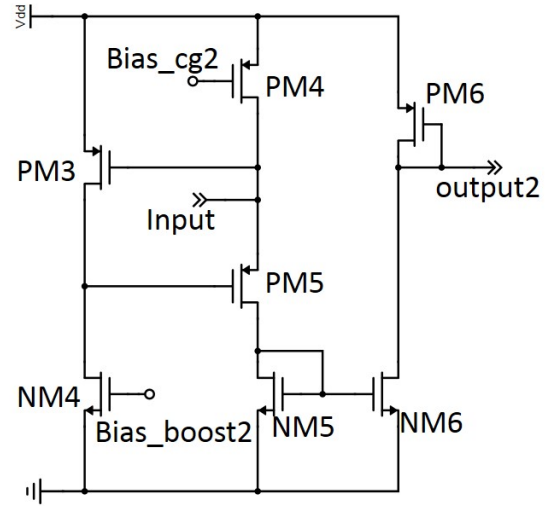 Vdd
Bias_cg2
PM4
PM6
PM3
output2
Input
PM5
NM4
Bias_boost2
NM5
NM6